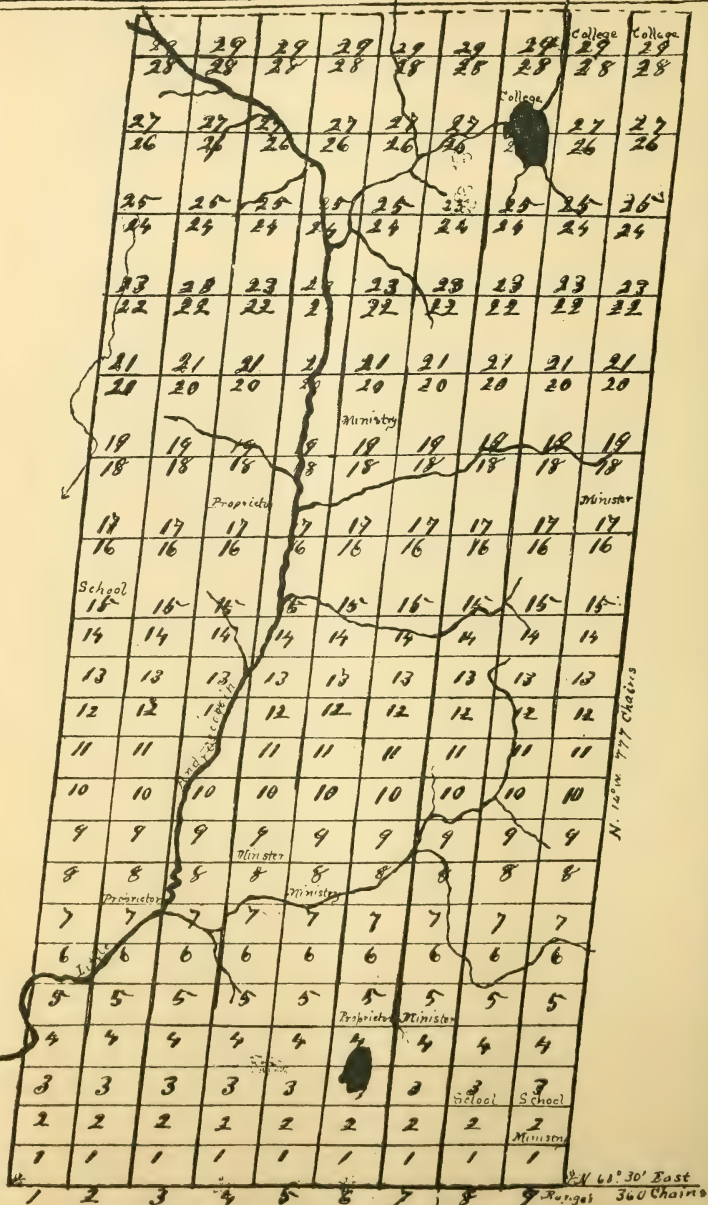 College College
29 29 29 29 29 29 29 29 29
28 28 28 28 28 28 28 28 28
College
27 27 27 27 27 27 27 27
26 26 26 26 26 26 26 26
25 25 25 25 25 25 25 25
24 24 24 24 24 24 24 24 24
23 23 23 23 23 23 23 23
22 22 22 22 22 22 22 22
21 21 21 21 21 21 21 21
20 20 20 20 20 20 20 20 20
Ministry
19 19 19 19 19 19 19 19 19
18 18 18 18 18 18 18 18 18
Proprietor Minister
17 17 17 17 17 17 17 17 17
16 16 16 16 16 16 16 16 16
School
15 15 15 15 15 15 15 15 15
14 14 14 14 14 14 14 14 14
13 13 13 13 13 13 13 13 13
12 12 12 12 12 12 12 12
11 11 11 11 11 11 11 11
10 10 10 10 10 10 10 10 10
9 9 9 9 9 9 9 9 9
Minister
8 8 8 8 8 8 8 8 8
Proprietor Ministry
7 7 7 7 7 7 7 7 7
6 6 6 6 6 6 6 6
5 5 5 5 5 5 5 5 5
Proprietor Minister
4 4 4 4 4 4 4 4 4
3 3 3 3 3 3 3 3
School School
2 2 2 2 2 2 2 2 2
Ministry
1 1 1 1 1 1 1 1 1
1 2 3 4 5 6 7 8 9 Ranges
Little Androscoggin
N. 12° W. 777 Chains
N 68° 30' East
360 Chains